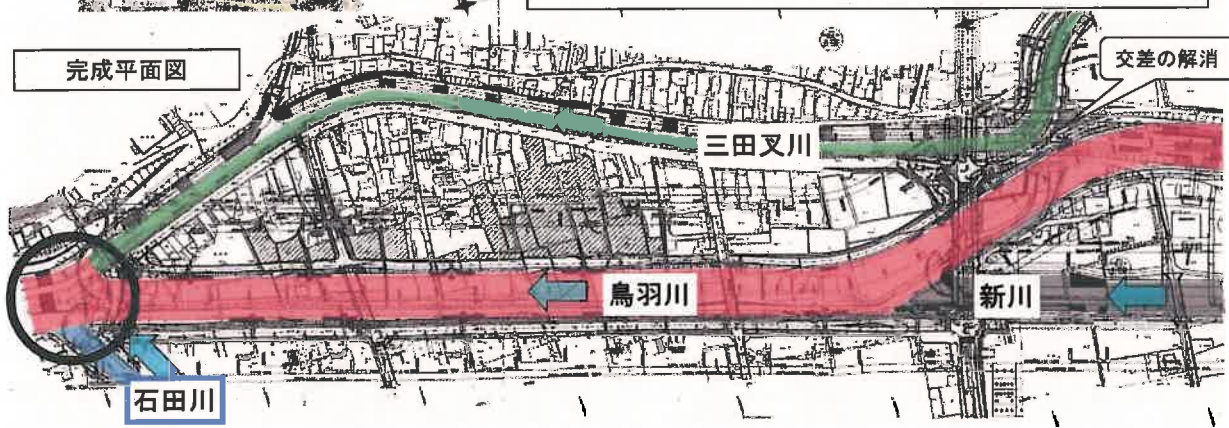 完成平面図
交差の解消
三田叉川
鳥羽川
新川
石田川